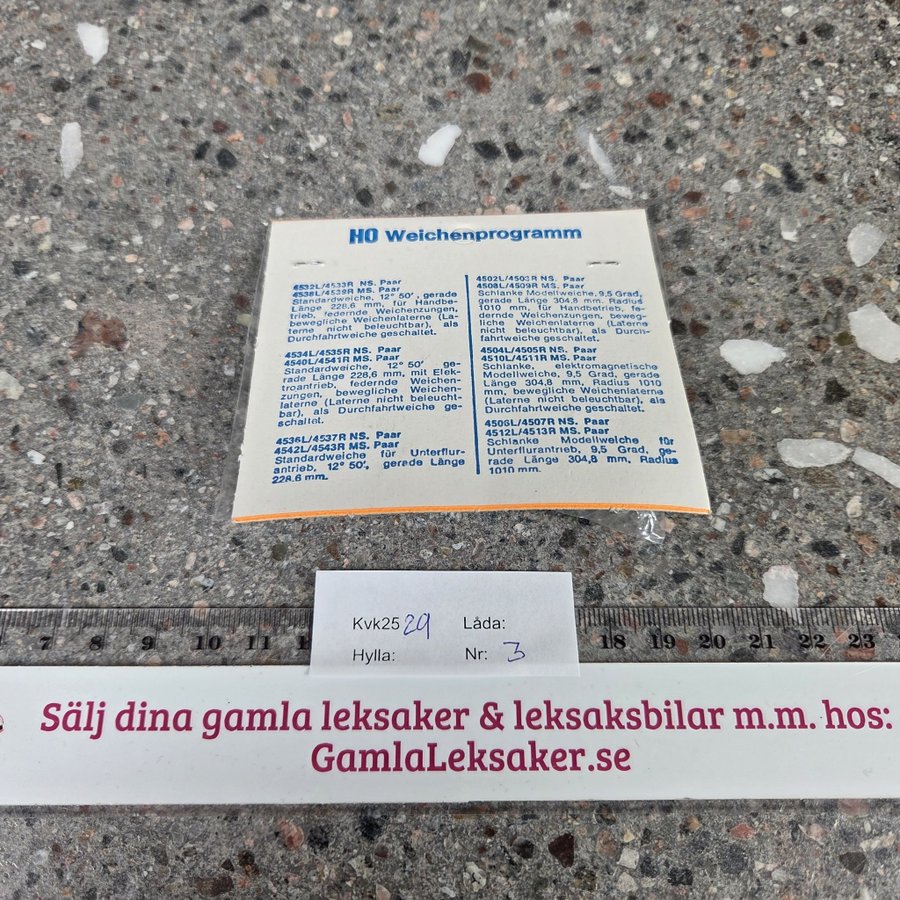 HO Weichenprogramm
4532L/4533R NS. Paar
4538L/4539R MS. Paar
Standardweiche, 12° 50', gerade
Länge 228,6 mm, für Handbe-
trieb, federnde Weichenzungen,
bewegliche Weichenlaterne (La-
terne nicht beleuchtbar), als
Durchfahrtweiche geschaltet.
4534L/4535R NS. Paar
4540L/4541R MS. Paar
Standardweiche, 12° 50' ge-
rade Länge 228,6 mm, mit Elek-
troantrieb, federnde Weichen-
zungen, bewegliche Weichen-
laterne (Laterne nicht beleucht-
bar), als Durchfahrtweiche ge-
schaltet.
4536L/4537R NS. Paar
4542L/4543R MS. Paar
Standardweiche für Unterflur-
antrieb, 12° 50', gerade Länge
228,6 mm.
4502L/4503R NS. Paar
4508L/4509R MS. Paar
Schlanke Modellweiche, 9,5 Grad,
gerade Länge 304,8 mm. Radius
1010 mm, für Handbetrieb, fe-
dernde Weichenzungen, beweg-
liche Weichenlaterne (Laterne
nicht beleuchtbar), als Durch-
fahrtweiche geschaltet.
4504L/4505R NS. Paar
4510L/4511R MS. Paar
Schlanke, elektromagnetische
Modellweiche, 9,5 Grad, gerade
Länge 304,8 mm, Radius 1010
mm, bewegliche Weichenlaterne
(Laterne nicht beleuchtbar), als
Durchfahrtweiche geschaltet.
4506L/4507R NS. Paar
4512L/4513R MS. Paar
Schlanke Modellweiche für
Unterflurantrieb, 9,5 Grad, ge-
rade Länge 304,8 mm, Radius
1010 mm.
Kvk25 29 Låda:
Hylla: Nr: 3
7 8 9 10 11 18 19 20 21 22 23
Sälj dina gamla leksaker & leksaksbilar m.m. hos:
GamlaLeksaker.se